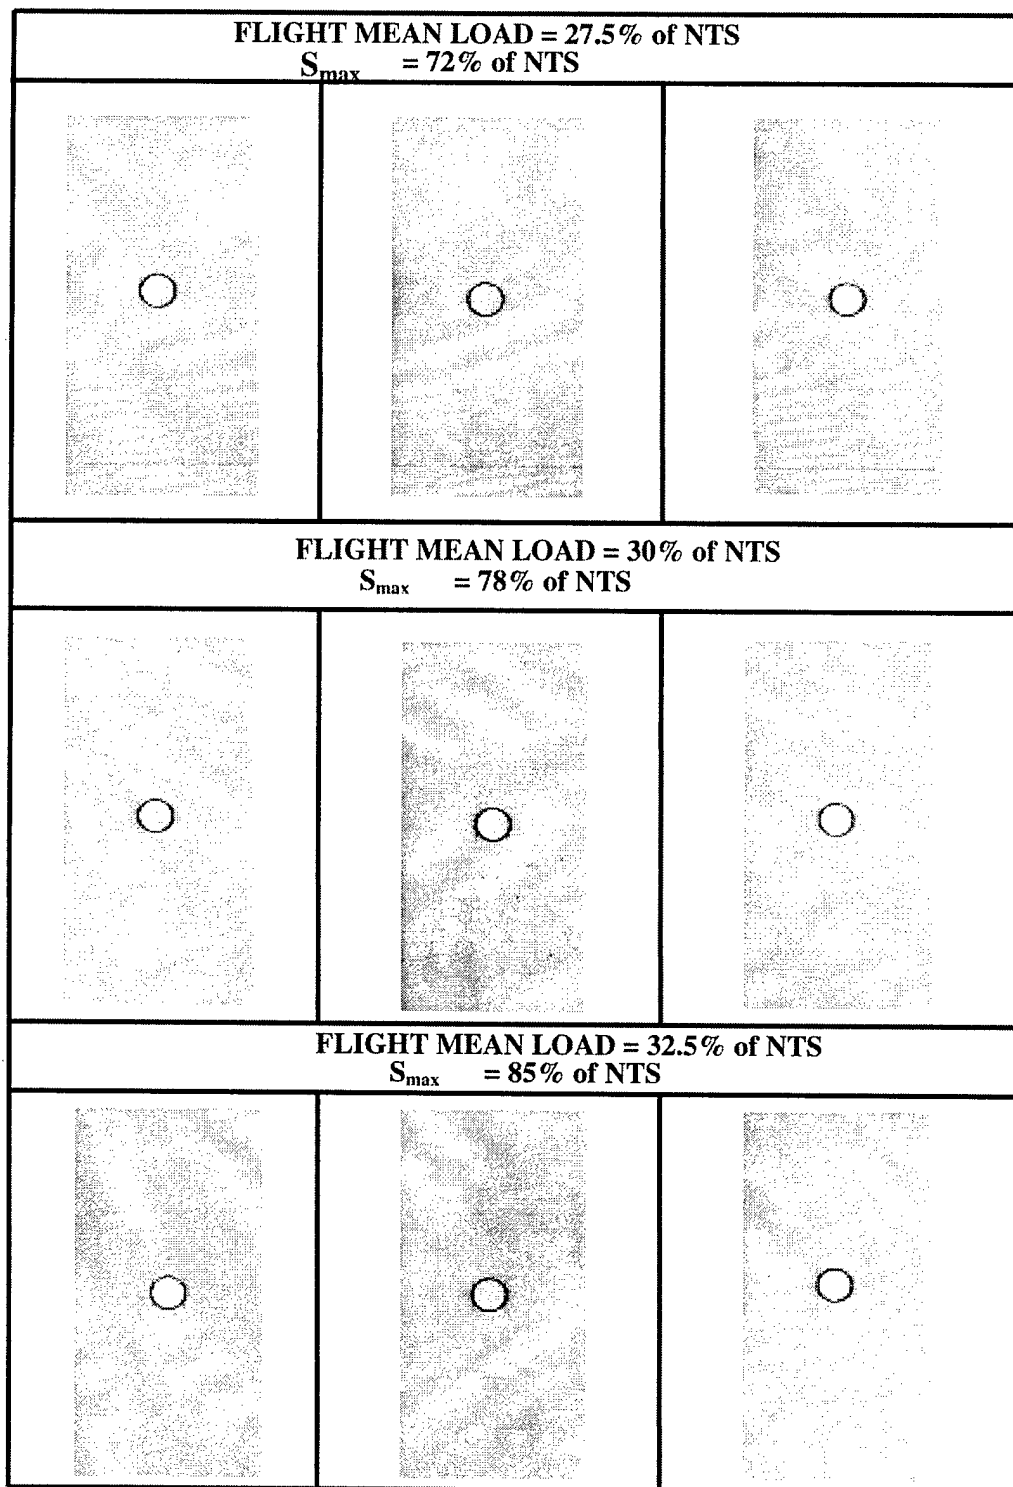 FLIGHT MEAN LOAD = 27.5% of NTS
Smax = 72% of NTS
FLIGHT MEAN LOAD = 30% of NTS
Smax = 78% of NTS
FLIGHT MEAN LOAD = 32.5% of NTS
Smax = 85% of NTS